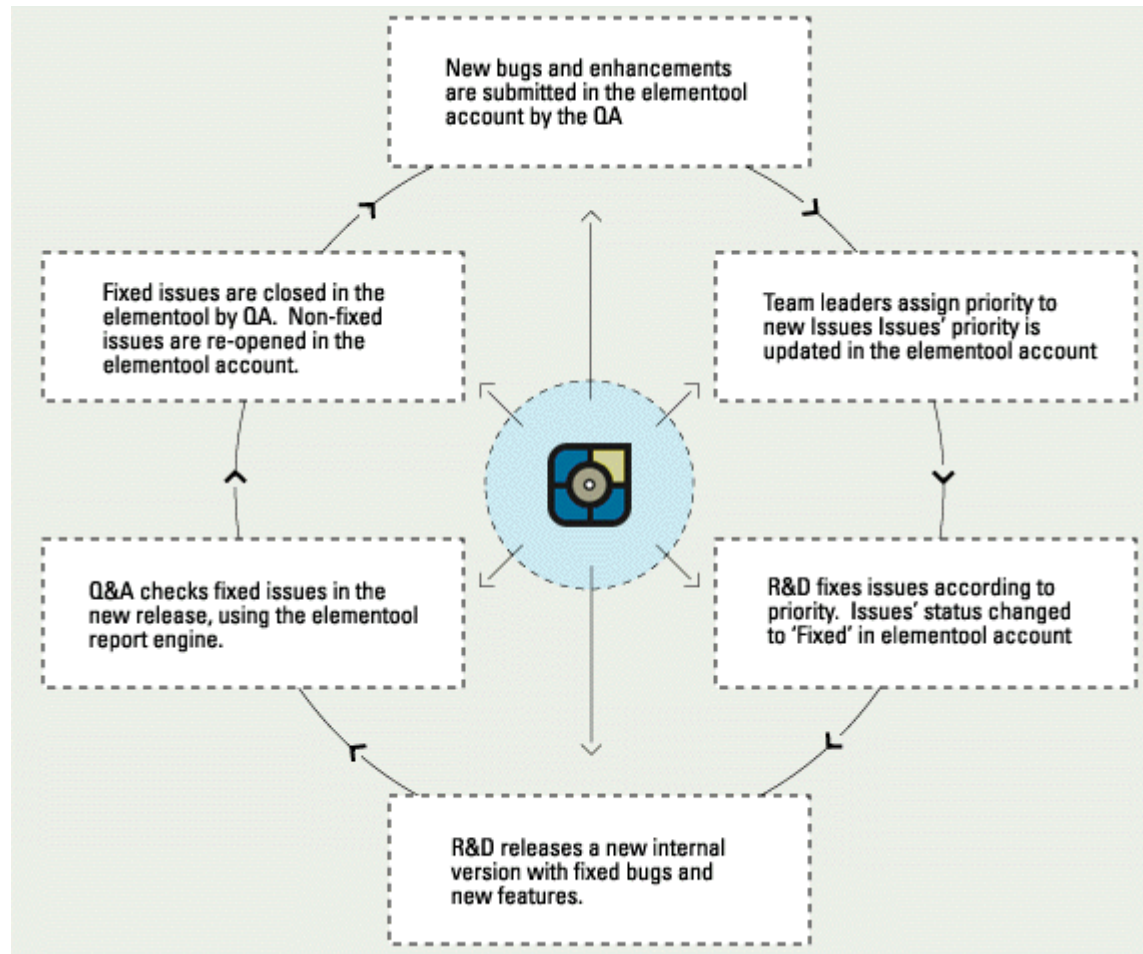 New bugs and enhancements
are submitted in the elementool
account by the QA
Team leaders assign priority to
new Issues Issues' priority is
updated in the elementool account
R&D fixes issues according to
priority. Issues' status changed
to 'Fixed' in elementool account
R&D releases a new internal
version with fixed bugs and
new features.
Q&A checks fixed issues in the
new release, using the elementool
report engine.
Fixed issues are closed in the
elementool by QA. Non-fixed
issues are re-opened in the
elementool account.